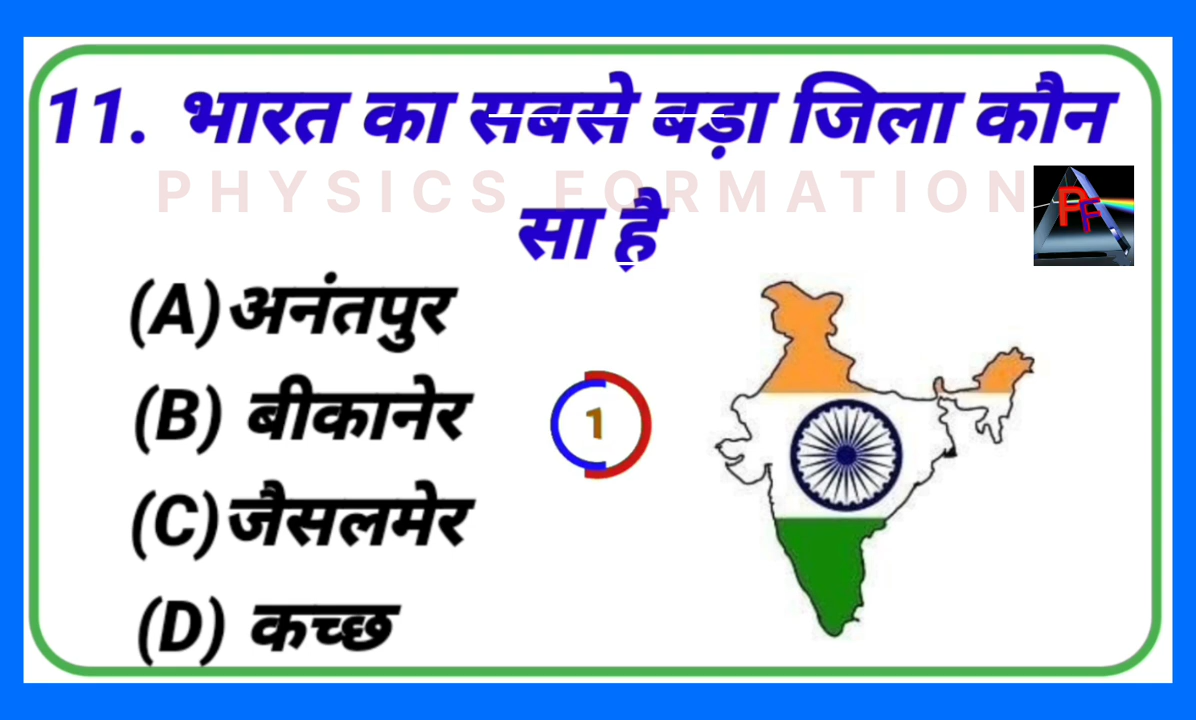 11. भारत का सबसे बड़ा जिला कौन
PHYSICS FORMATION
सा है
PF
(A)अनंतपुर
(B) बीकानेर
1
(C)जैसलमेर
(D) कच्छ